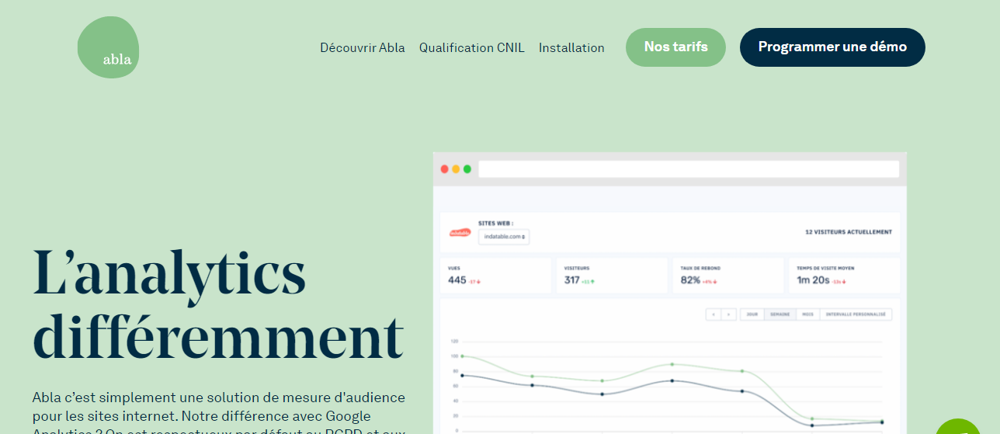 abla
Découvrir Abla
Qualification CNIL
Installation
Nos tarifs
Programmer une démo
L'analytics
différemment
Abla c'est simplement une solution de mesure d'audience
pour les sites internet. Notre différence avec Google
Analytics ? On est respectueux par défaut au RGPD et aux
indatable
SITES WEB :
indatable.com
12 VISITEURS ACTUELLEMENT
VUES
445 -17
VISITEURS
317
TAUX DE REBOND
82%
TEMPS DE VISITE MOYEN
1m 20s -13s
< >
JOUR
SEMAINE
MOIS
INTERVALLE PERSONNALISÉ
120
100
80
60
40
20
0